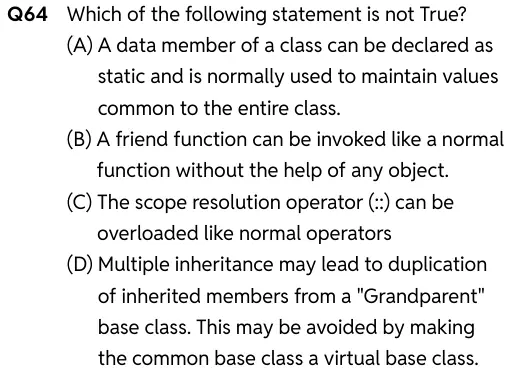 Q64 Which of the following statement is not True?
(A) A data member of a class can be declared as
static and is normally used to maintain values
common to the entire class.
(B) A friend function can be invoked like a normal
function without the help of any object.
(C) The scope resolution operator (::) can be
overloaded like normal operators
(D) Multiple inheritance may lead to duplication
of inherited members from a "Grandparent"
base class. This may be avoided by making
the common base class a virtual base class.